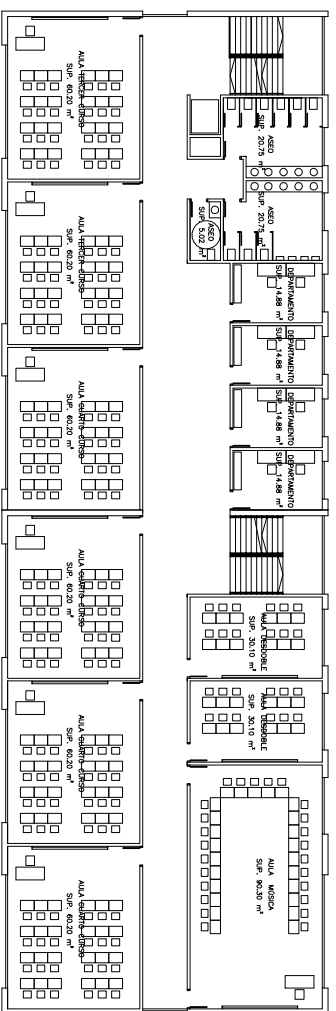 AULA TERCER CURSO
SUP. 60.20 m²
AULA TERCER CURSO
SUP. 60.20 m²
AULA CUARTO CURSO
SUP. 60.20 m²
AULA CUARTO CURSO
SUP. 60.20 m²
AULA CUARTO CURSO
SUP. 60.20 m²
AULA CUARTO CURSO
SUP. 60.20 m²
ASEO
SUP. 20.75 m²
ASEO
SUP. 20.75 m²
ASEO
SUP. 5.02 m²
DEPARTAMENTO
SUP. 14.88 m²
DEPARTAMENTO
SUP. 14.88 m²
DEPARTAMENTO
SUP. 14.88 m²
DEPARTAMENTO
SUP. 14.88 m²
AULA DESDOBLE
SUP. 30.10 m²
AULA DESDOBLE
SUP. 30.10 m²
AULA MÚSICA
SUP. 90.30 m²